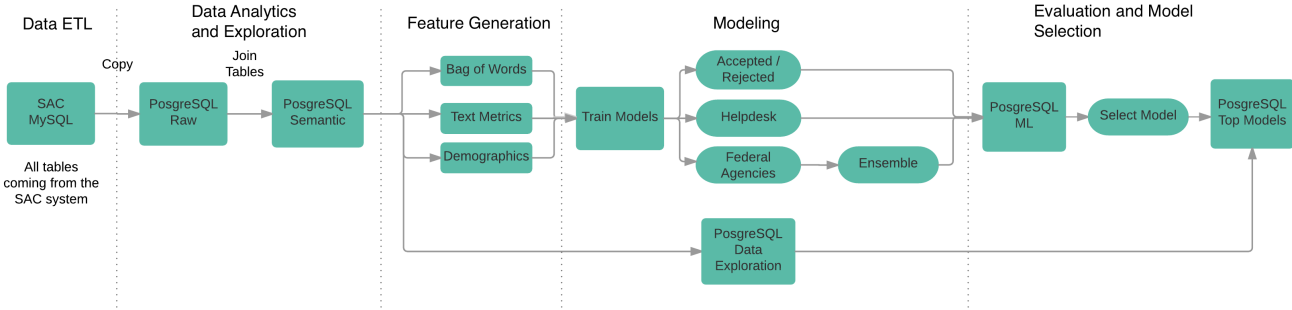 Data ETL
Data Analytics
and Exploration
Feature Generation
Modeling
Evaluation and Model
Selection
Copy
Join
Tables
SAC
MySQL
All tables
coming from the
SAC system
PosgreSQL
Raw
PosgreSQL
Semantic
Bag of Words
Text Metrics
Demographics
Train Models
Accepted /
Rejected
Helpdesk
Federal
Agencies
Ensemble
PosgreSQL
Data
Exploration
PosgreSQL
ML
Select Model
PosgreSQL
Top Models